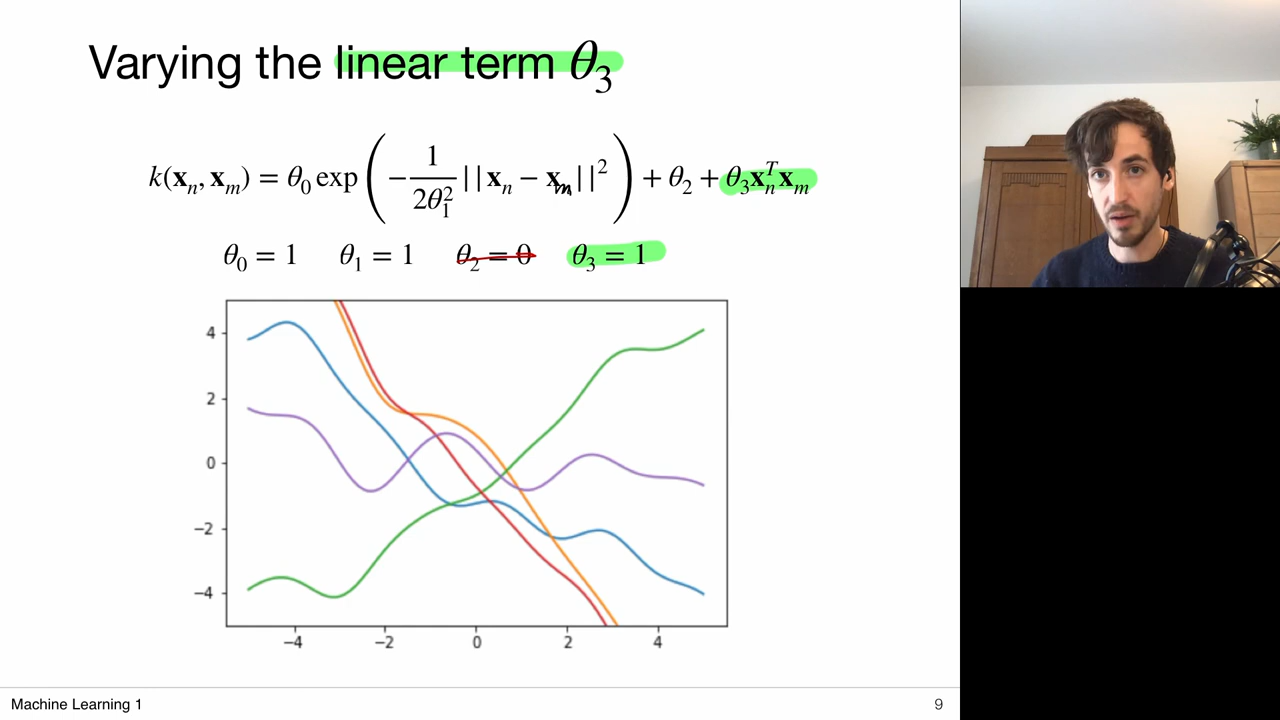 Varying the linear term θ₃
k(xₙ, xₘ) = θ₀ exp(−1/(2θ₁²) ||xₙ − xₘ||²) + θ₂ + θ₃xₙᵀxₘ
θ₀ = 1 θ₁ = 1 θ₂ = 0 θ₃ = 1
4
2
0
−2
−4
−4 −2 0 2 4
Machine Learning 1 9